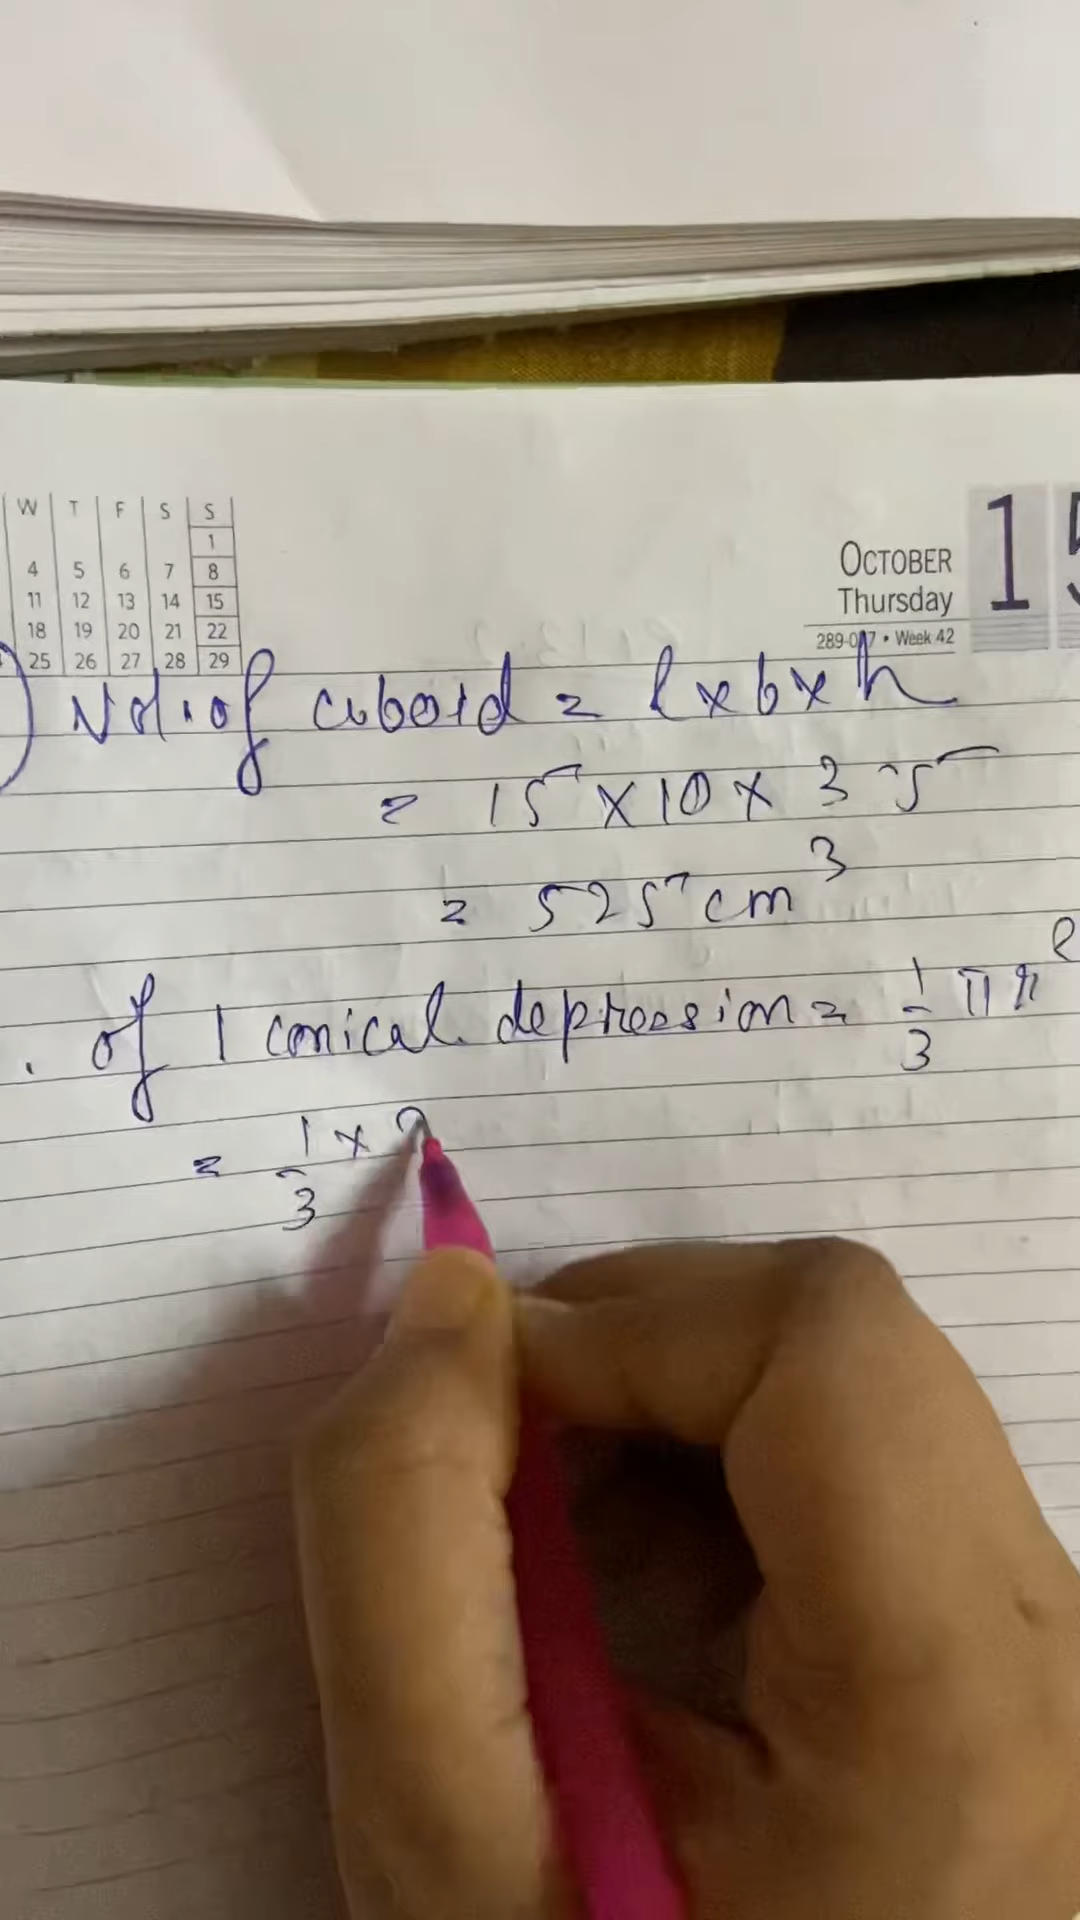 W T F S S
1
4 5 6 7 8
11 12 13 14 15
18 19 20 21 22
25 26 27 28 29
OCTOBER
Thursday
15
Week 42
Vol. of cuboid = l x b x h
= 15 x 10 x 3.5
= 525 cm³
. of 1 conical depression = 1/3 πr²
= 1/3 x